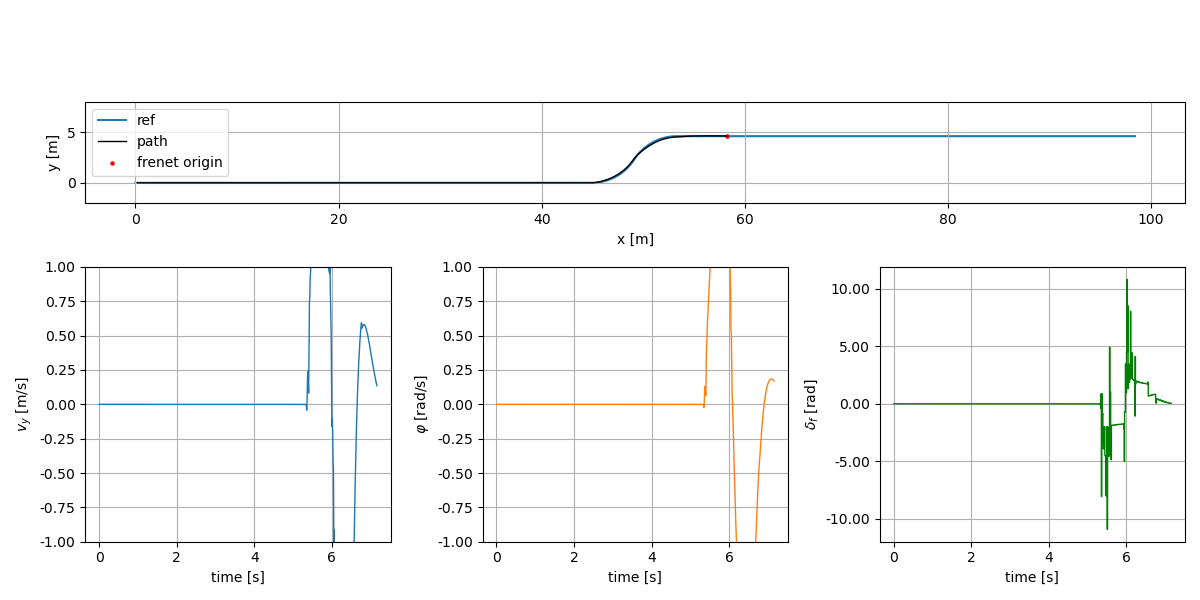 ref
path
frenet origin
y [m]
5
0
0 20 40 60 80 100
x [m]
1.00 0.75 0.50 0.25 0.00 -0.25 -0.50 -0.75 -1.00
v_y [m/s]
0 2 4 6
time [s]
1.00 0.75 0.50 0.25 0.00 -0.25 -0.50 -0.75 -1.00
φ [rad/s]
0 2 4 6
time [s]
10.00 5.00 0.00 -5.00 -10.00
δ_f [rad]
0 2 4 6
time [s]